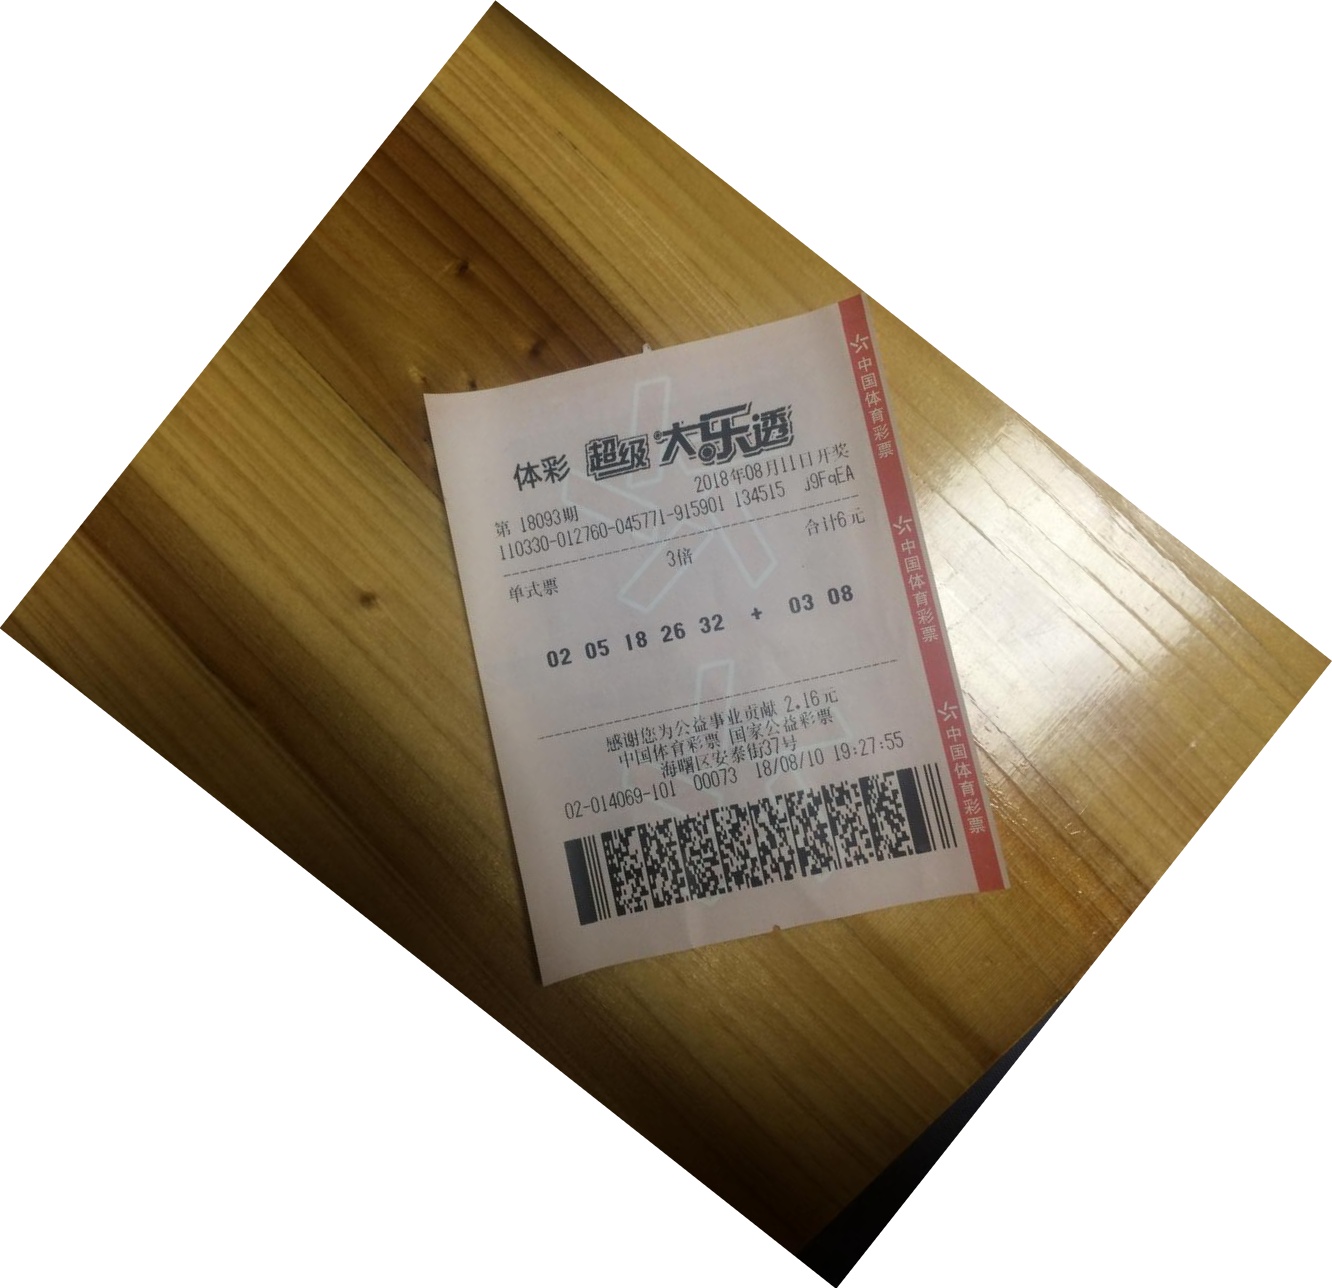 体彩 超级大乐透
第 18093期 2018年08月11日开奖
110330-012760-045771-915901 134515 J9FqEA
单式票 3倍 合计6元
02 05 18 26 32 + 03 08
感谢您为公益事业贡献 2.16元
中国体育彩票 国家公益彩票
海曙区安泰街37号
02-014069-101 00073 18/08/10 19:27:55
中国体育彩票
中国体育彩票
中国体育彩票